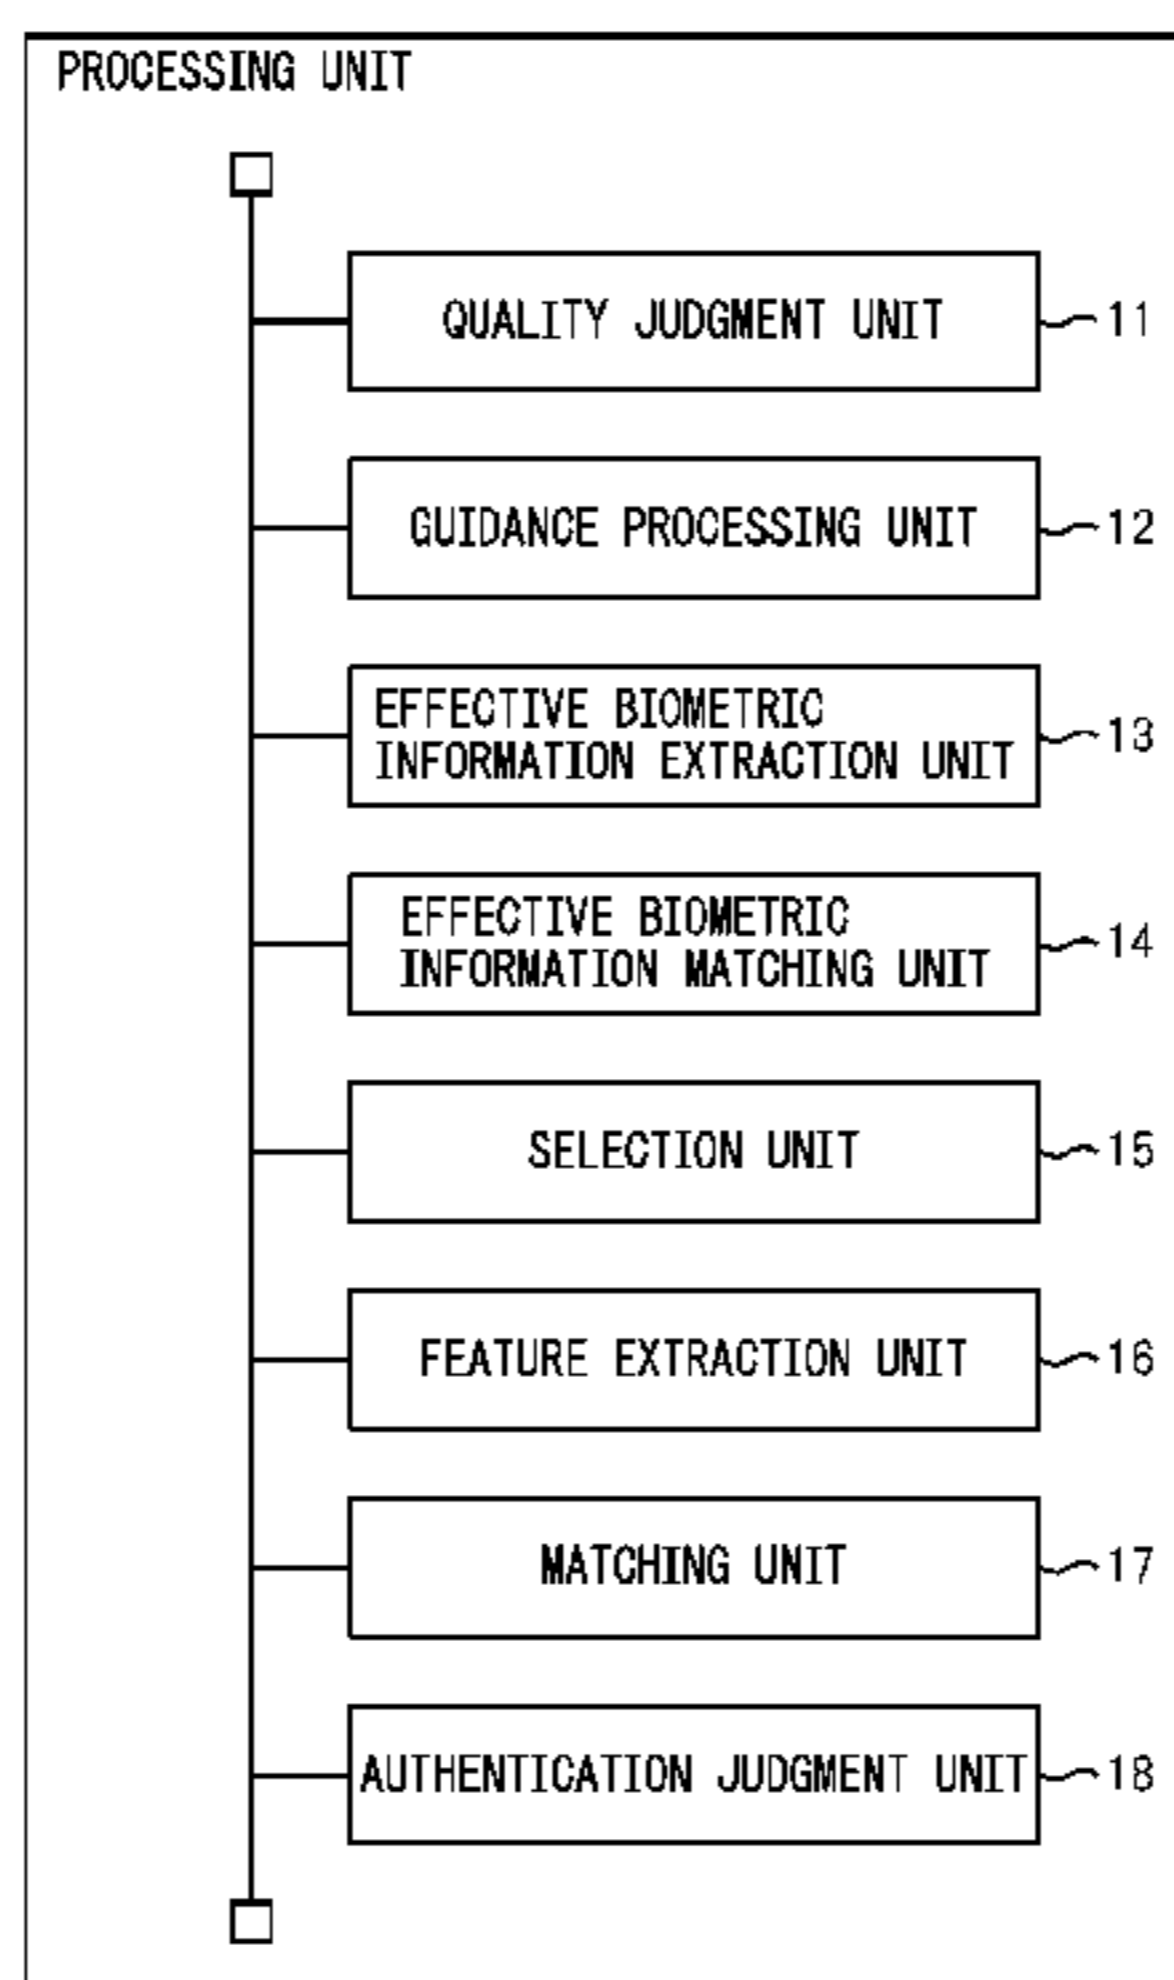 PROCESSING UNIT
QUALITY JUDGMENT UNIT
11
GUIDANCE PROCESSING UNIT
12
EFFECTIVE BIOMETRIC
INFORMATION EXTRACTION UNIT
13
EFFECTIVE BIOMETRIC
INFORMATION MATCHING UNIT
14
SELECTION UNIT
15
FEATURE EXTRACTION UNIT
16
MATCHING UNIT
17
AUTHENTICATION JUDGMENT UNIT
18